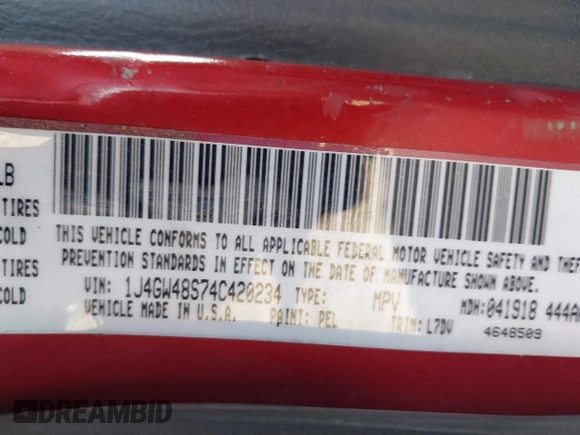 LB
TIRES
COLD
TIRES
COLD
THIS VEHICLE CONFORMS TO ALL APPLICABLE FEDERAL MOTOR VEHICLE SAFETY AND THEF
PREVENTION STANDARDS IN EFFECT ON THE DATE OF MANUFACTURE SHOWN ABOVE.
VIN: 1J4GW48S74C420234 TYPE: MPV MDH: 041918 444A
VEHICLE MADE IN U.S.A. PAINT: PEL TRIM: L7DV
4648509
DREAMBID